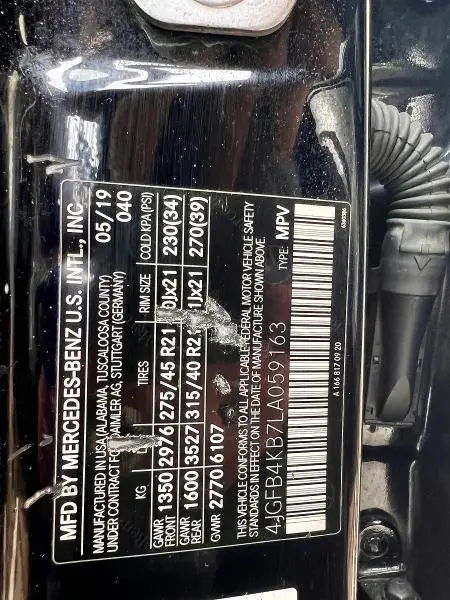 MFD BY MERCEDES-BENZ U.S. INTL., INC.
MANUFACTURED IN USA (ALABAMA, TUSCALOOSA COUNTY) 05/19
UNDER CONTRACT FOR DAIMLER AG, STUTTGART (GERMANY) 040
KG TIRES RIM SIZE COLD KPA (PSI)
GAWR FRONT 1350 2976 275/45 R21 230(34)
GAWR REAR 1600 3527 315/40 R21 270(39)
GVWR 2770 6107
THIS VEHICLE CONFORMS TO ALL APPLICABLE FEDERAL MOTOR VEHICLE SAFETY
STANDARDS IN EFFECT ON THE DATE OF MANUFACTURE SHOWN ABOVE.
4JGFB4KB7LA059163 TYPE: MPV
A 166 817 09 20